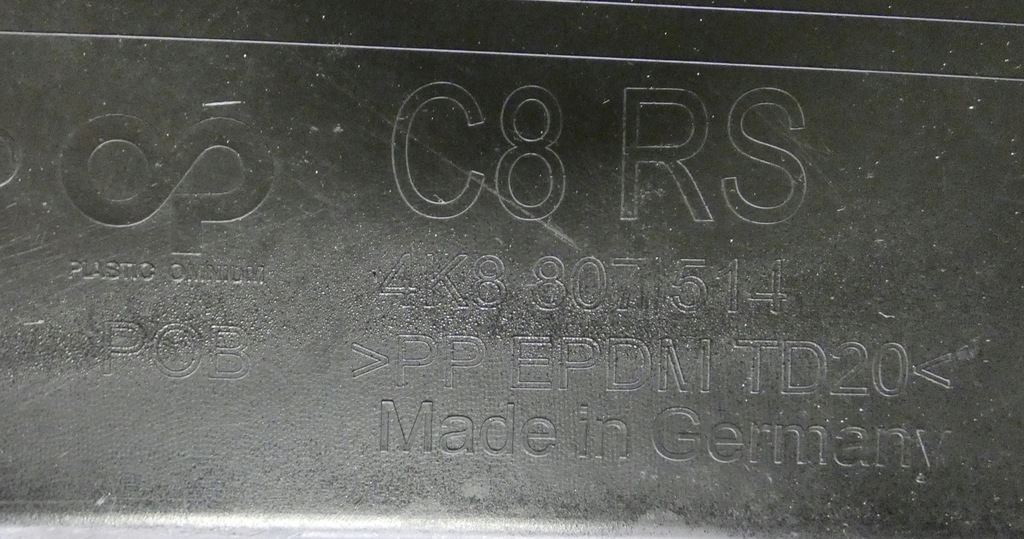 C8 RS
PLASTIC OMNIUM
4K8 807 514
POB
>PP EPDM TD20<
Made in Germany